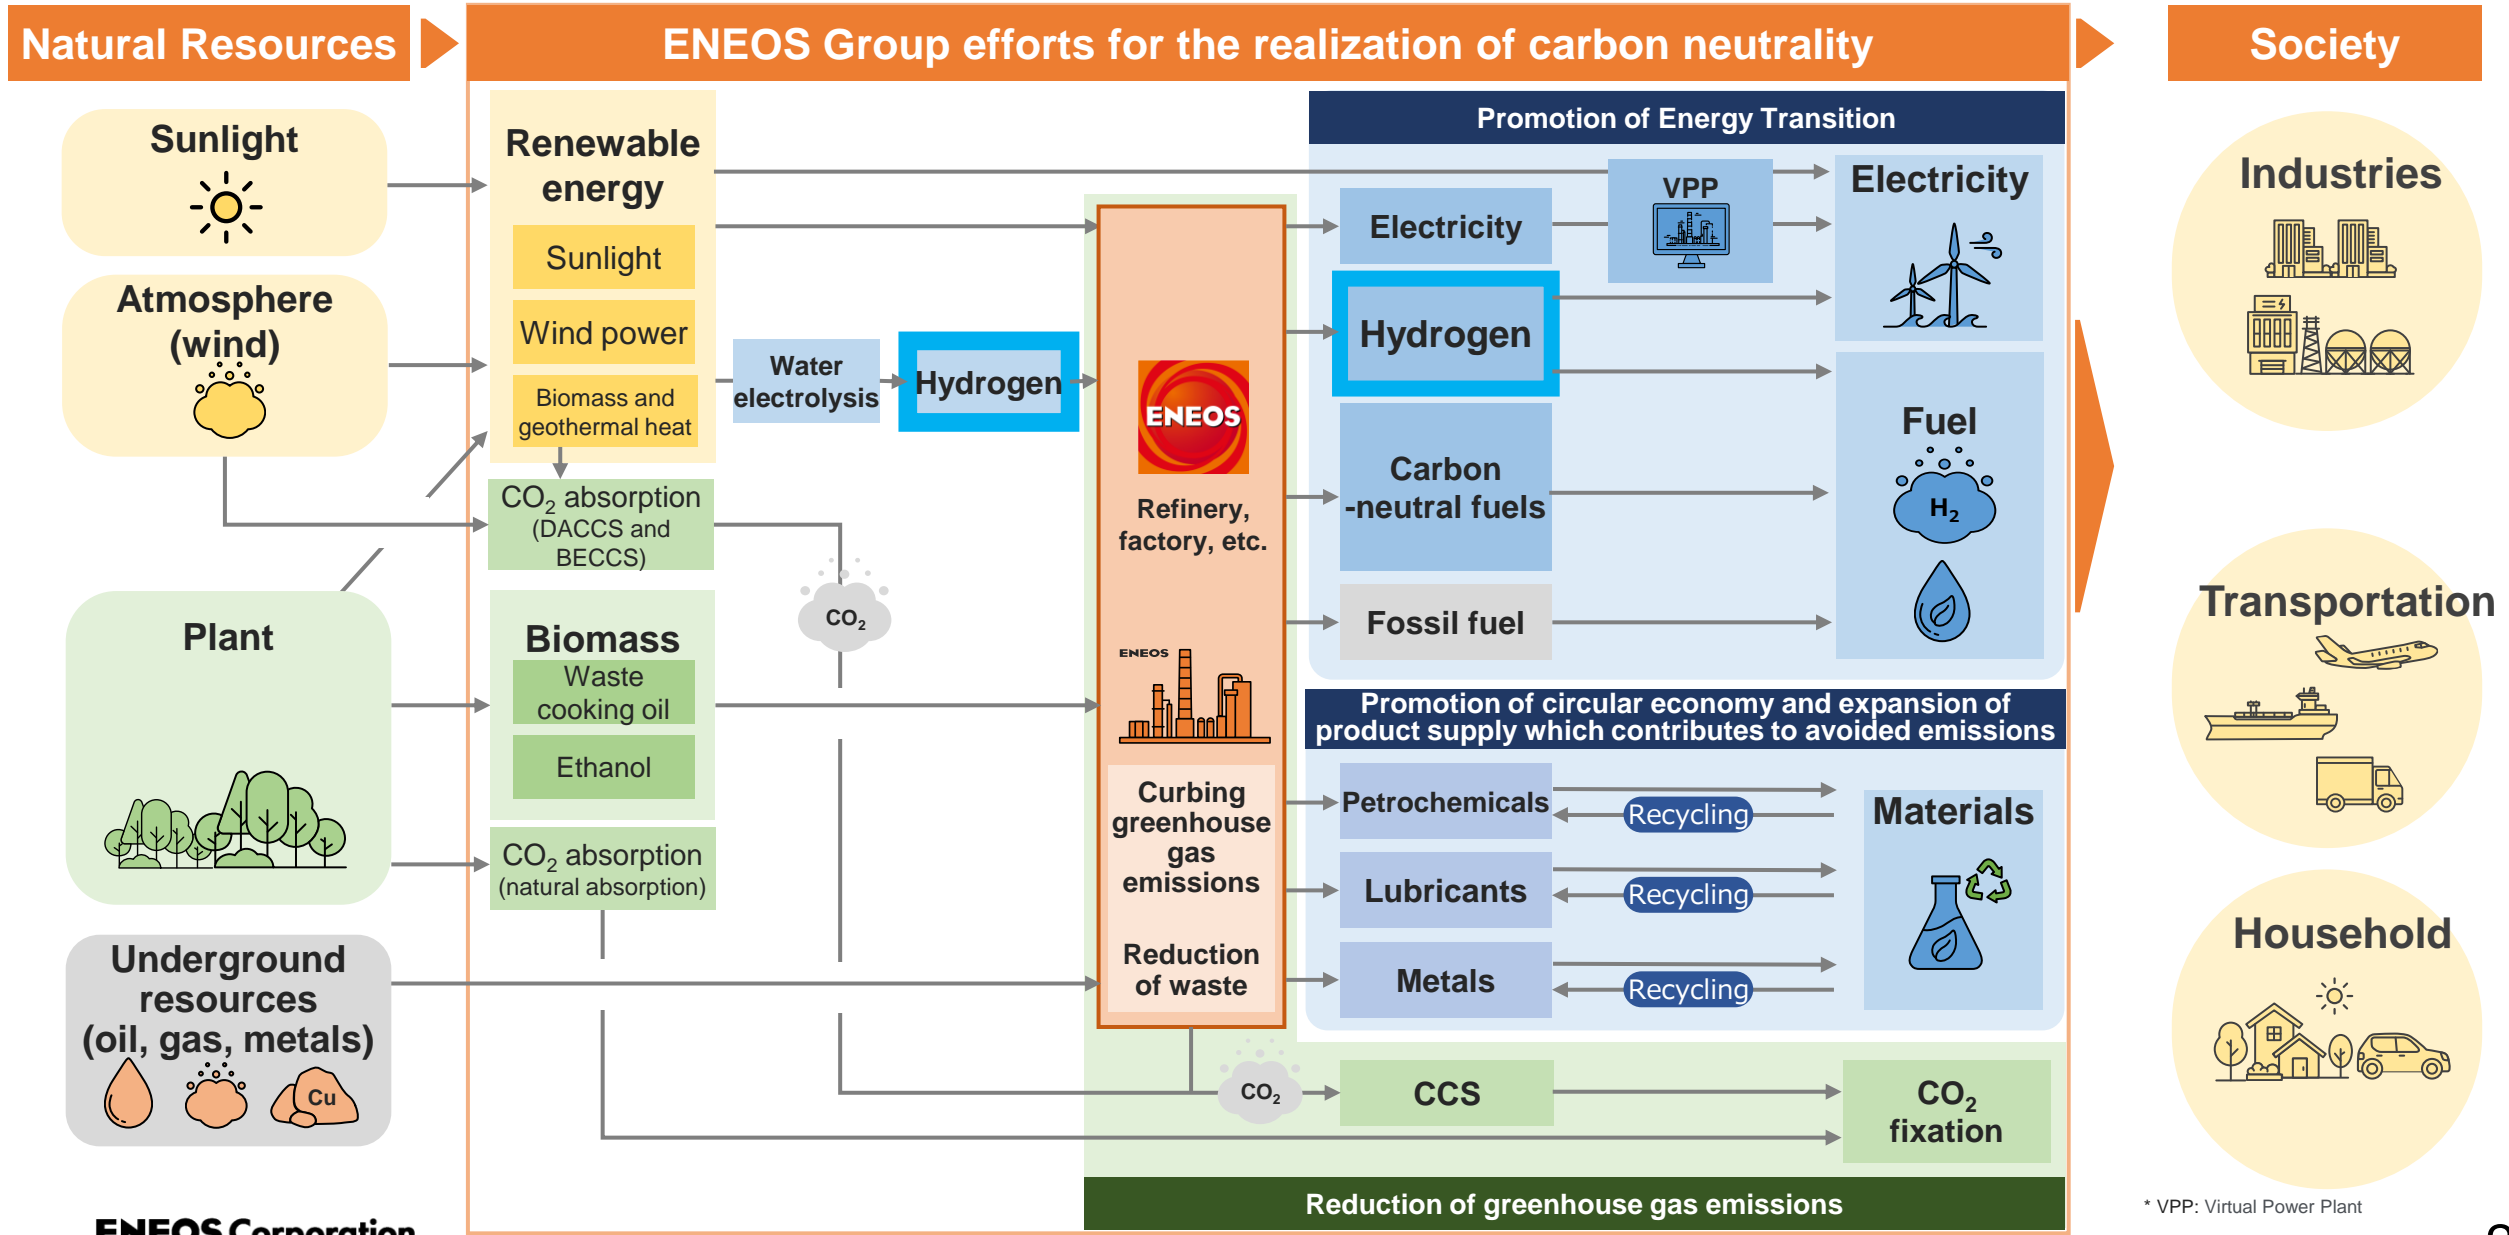 Natural Resources
ENEOS Group efforts for the realization of carbon neutrality
Society
Sunlight
Atmosphere
(wind)
Plant
Underground
resources
(oil, gas, metals)
Cu
Renewable
energy
Sunlight
Wind power
Biomass and
geothermal heat
CO₂ absorption
(DACCS and
BECCS)
Biomass
Waste
cooking oil
Ethanol
CO₂ absorption
(natural absorption)
Water
electrolysis
Hydrogen
CO₂
ENEOS
Refinery,
factory, etc.
ENEOS
Curbing
greenhouse
gas
emissions
Reduction
of waste
Promotion of Energy Transition
Electricity
VPP
Electricity
Hydrogen
Carbon
-neutral fuels
Fossil fuel
Fuel
H₂
Promotion of circular economy and expansion of
product supply which contributes to avoided emissions
Petrochemicals
Recycling
Lubricants
Recycling
Metals
Recycling
Materials
CO₂
CCS
CO₂
fixation
Reduction of greenhouse gas emissions
Industries
Transportation
Household
* VPP: Virtual Power Plant
ENEOS Corporation